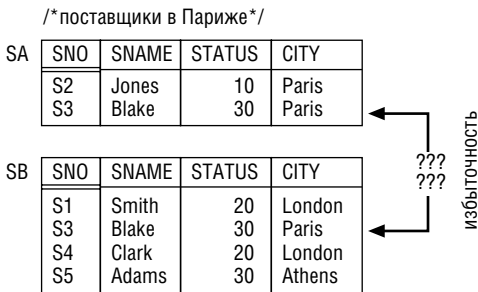 /*поставщики в Париже*/
SA SNO SNAME STATUS CITY
S2 Jones 10 Paris
S3 Blake 30 Paris
SB SNO SNAME STATUS CITY
S1 Smith 20 London
S3 Blake 30 Paris
S4 Clark 20 London
S5 Adams 30 Athens
???
???
избыточность